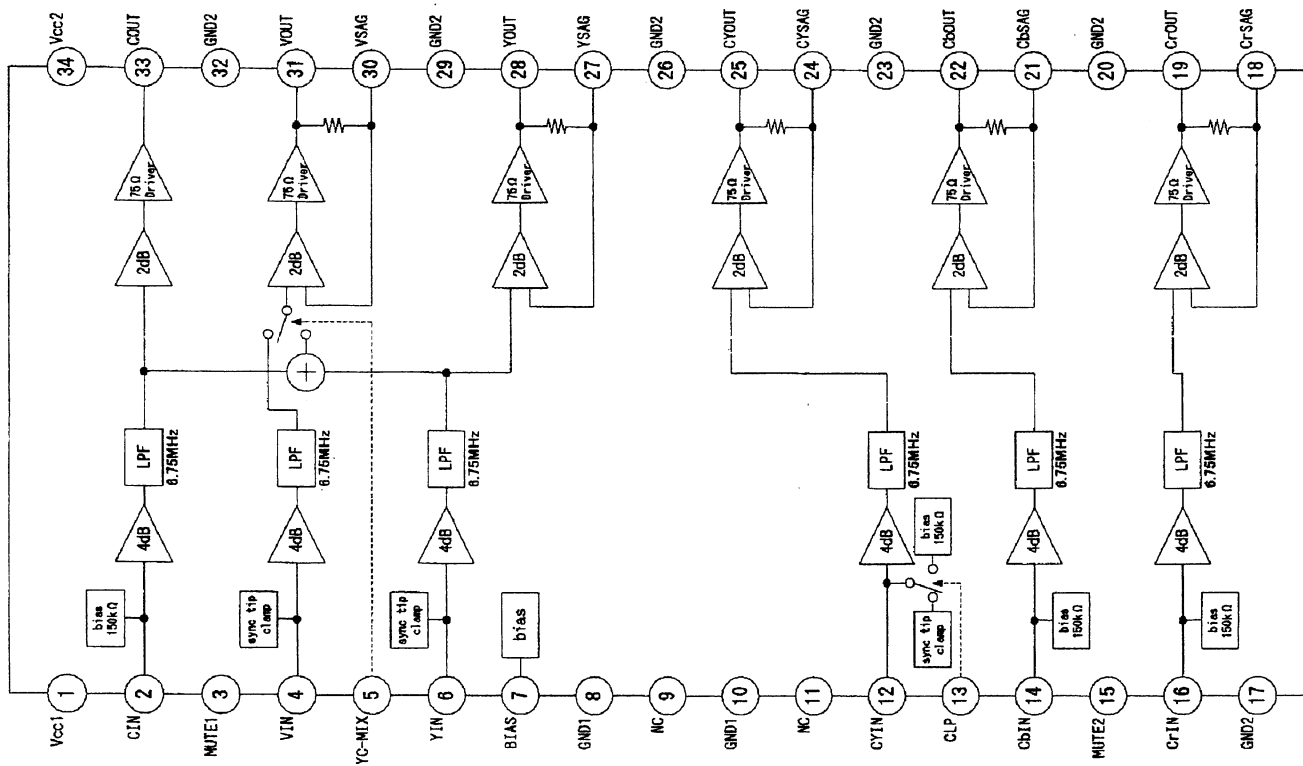 Vcc2
COUT
GND2
VOUT
VSAG
GND2
YOUT
YSAG
GND2
CYOUT
CYSAG
GND2
CbOUT
CbSAG
GND2
CrOUT
CrSAG
34
33
32
31
30
29
28
27
26
25
24
23
22
21
20
19
18
75Ω
Driver
75Ω
Driver
75Ω
Driver
75Ω
Driver
75Ω
Driver
75Ω
Driver
2dB
2dB
2dB
2dB
2dB
2dB
+
LPF
6.75MHz
LPF
6.75MHz
LPF
6.75MHz
LPF
6.75MHz
LPF
6.75MHz
LPF
6.75MHz
4dB
4dB
4dB
4dB
4dB
4dB
bias
150kΩ
bias
150kΩ
sync tip
clamp
sync tip
clamp
bias
sync tip
clamp
bias
150kΩ
bias
150kΩ
1
2
3
4
5
6
7
8
9
10
11
12
13
14
15
16
17
Vcc1
CIN
MUTE1
VIN
YC-MIX
YIN
BIAS
GND1
NC
GND1
NC
CYIN
CLP
CbIN
MUTE2
CrIN
GND2